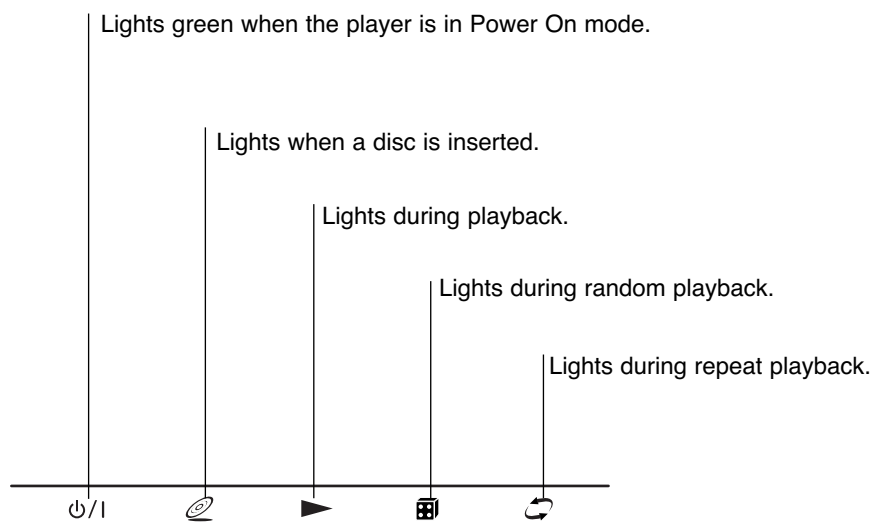 Lights green when the player is in Power On mode.
Lights when a disc is inserted.
Lights during playback.
Lights during random playback.
Lights during repeat playback.
⏻/I